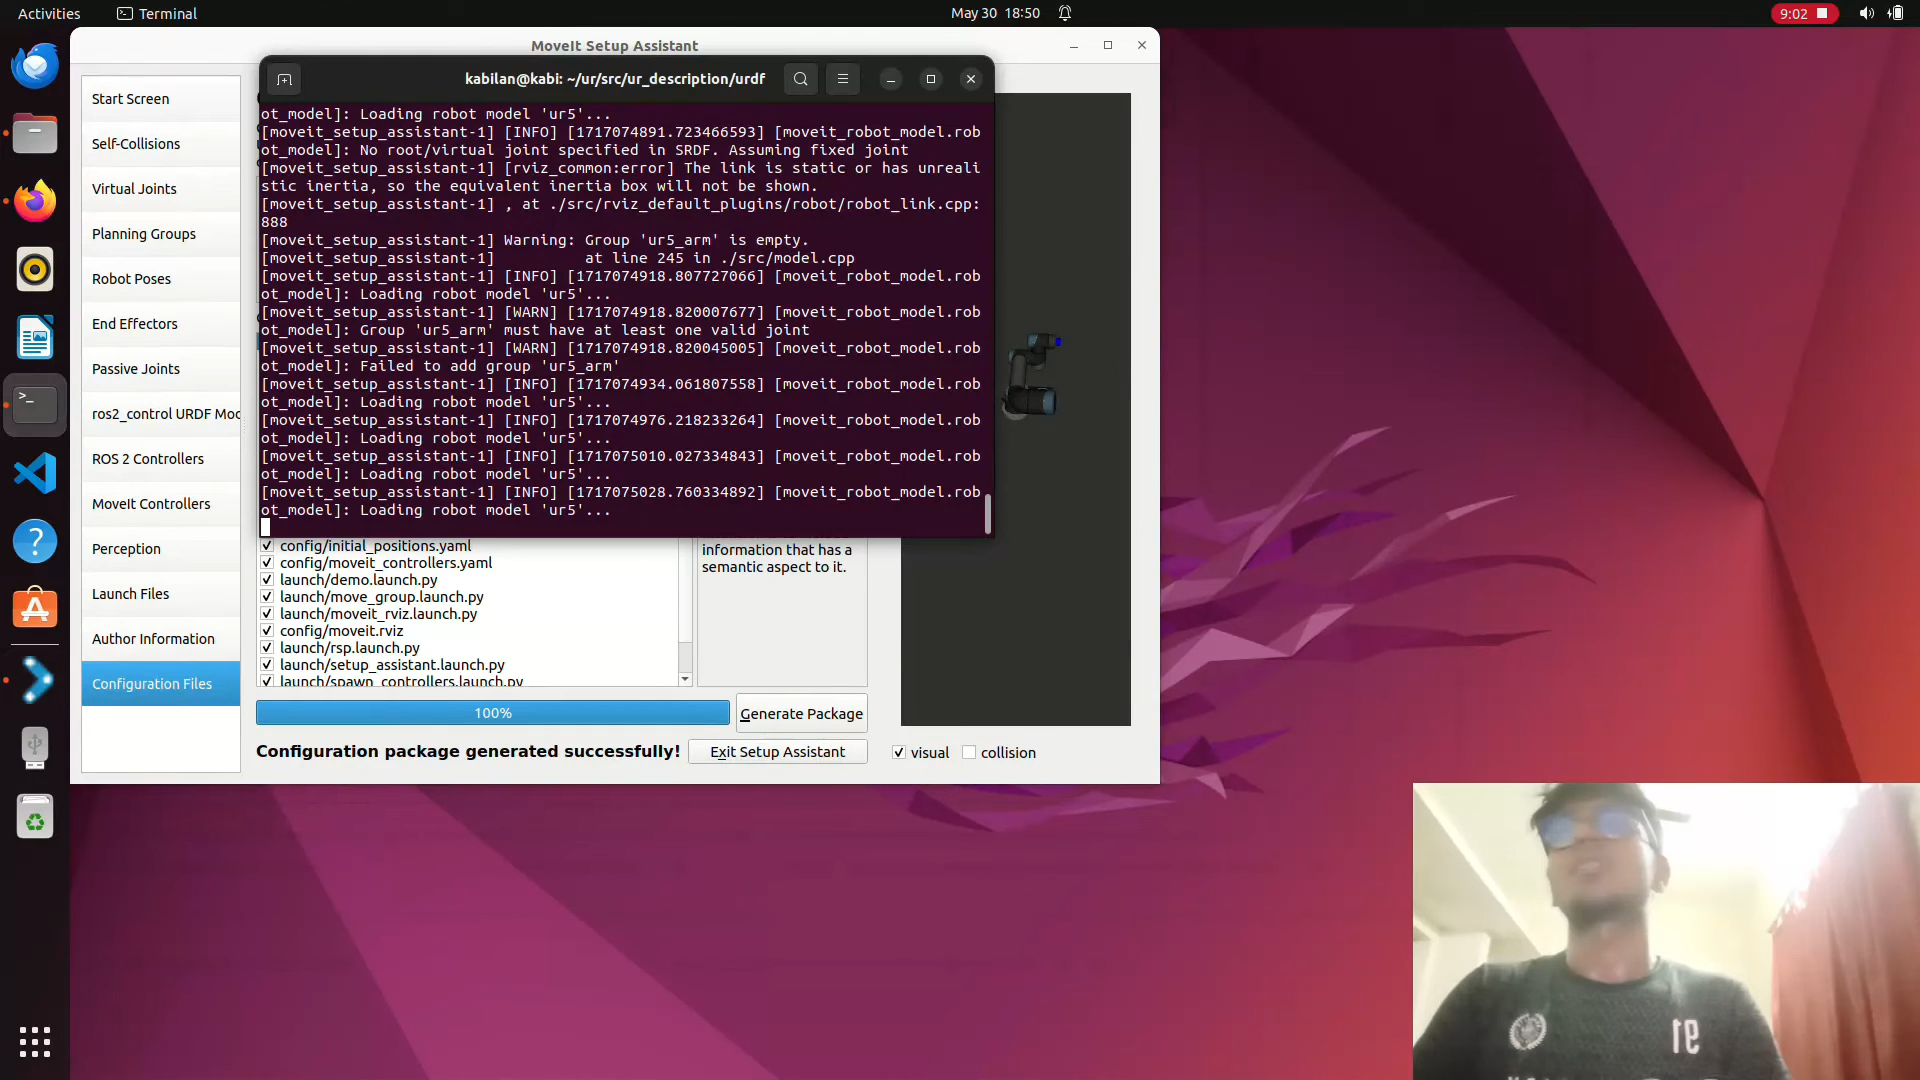 Activities
Terminal
May 30 18:50
9:02
MoveIt Setup Assistant
Start Screen
Self-Collisions
Virtual Joints
Planning Groups
Robot Poses
End Effectors
Passive Joints
ros2_control URDF Moc
ROS 2 Controllers
MoveIt Controllers
Perception
Launch Files
Author Information
Configuration Files
kabilan@kabi: ~/ur/src/ur_description/urdf
ot_model]: Loading robot model 'ur5'...
[moveit_setup_assistant-1] [INFO] [1717074891.723466593] [moveit_robot_model.rob
ot_model]: No root/virtual joint specified in SRDF. Assuming fixed joint
[moveit_setup_assistant-1] [rviz_common:error] The link is static or has unreali
stic inertia, so the equivalent inertia box will not be shown.
[moveit_setup_assistant-1] , at ./src/rviz_default_plugins/robot/robot_link.cpp:
888
[moveit_setup_assistant-1] Warning: Group 'ur5_arm' is empty.
[moveit_setup_assistant-1]          at line 245 in ./src/model.cpp
[moveit_setup_assistant-1] [INFO] [1717074918.807727066] [moveit_robot_model.rob
ot_model]: Loading robot model 'ur5'...
[moveit_setup_assistant-1] [WARN] [1717074918.820007677] [moveit_robot_model.rob
ot_model]: Group 'ur5_arm' must have at least one valid joint
[moveit_setup_assistant-1] [WARN] [1717074918.820045005] [moveit_robot_model.rob
ot_model]: Failed to add group 'ur5_arm'
[moveit_setup_assistant-1] [INFO] [1717074934.061807558] [moveit_robot_model.rob
ot_model]: Loading robot model 'ur5'...
[moveit_setup_assistant-1] [INFO] [1717074976.218233264] [moveit_robot_model.rob
ot_model]: Loading robot model 'ur5'...
[moveit_setup_assistant-1] [INFO] [1717075010.027334843] [moveit_robot_model.rob
ot_model]: Loading robot model 'ur5'...
[moveit_setup_assistant-1] [INFO] [1717075028.760334892] [moveit_robot_model.rob
ot_model]: Loading robot model 'ur5'...
config/initial_positions.yaml
config/moveit_controllers.yaml
launch/demo.launch.py
launch/move_group.launch.py
launch/moveit_rviz.launch.py
config/moveit.rviz
launch/rsp.launch.py
launch/setup_assistant.launch.py
launch/spawn_controllers.launch.py
information that has a
semantic aspect to it.
100%
Generate Package
Configuration package generated successfully!
Exit Setup Assistant
visual
collision
91